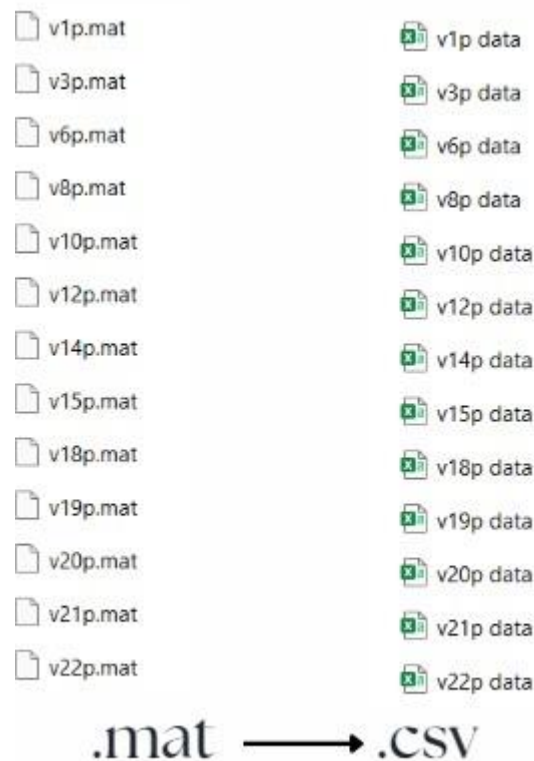 v1p.mat
v3p.mat
v6p.mat
v8p.mat
v10p.mat
v12p.mat
v14p.mat
v15p.mat
v18p.mat
v19p.mat
v20p.mat
v21p.mat
v22p.mat
v1p data
v3p data
v6p data
v8p data
v10p data
v12p data
v14p data
v15p data
v18p data
v19p data
v20p data
v21p data
v22p data
.mat → .csv